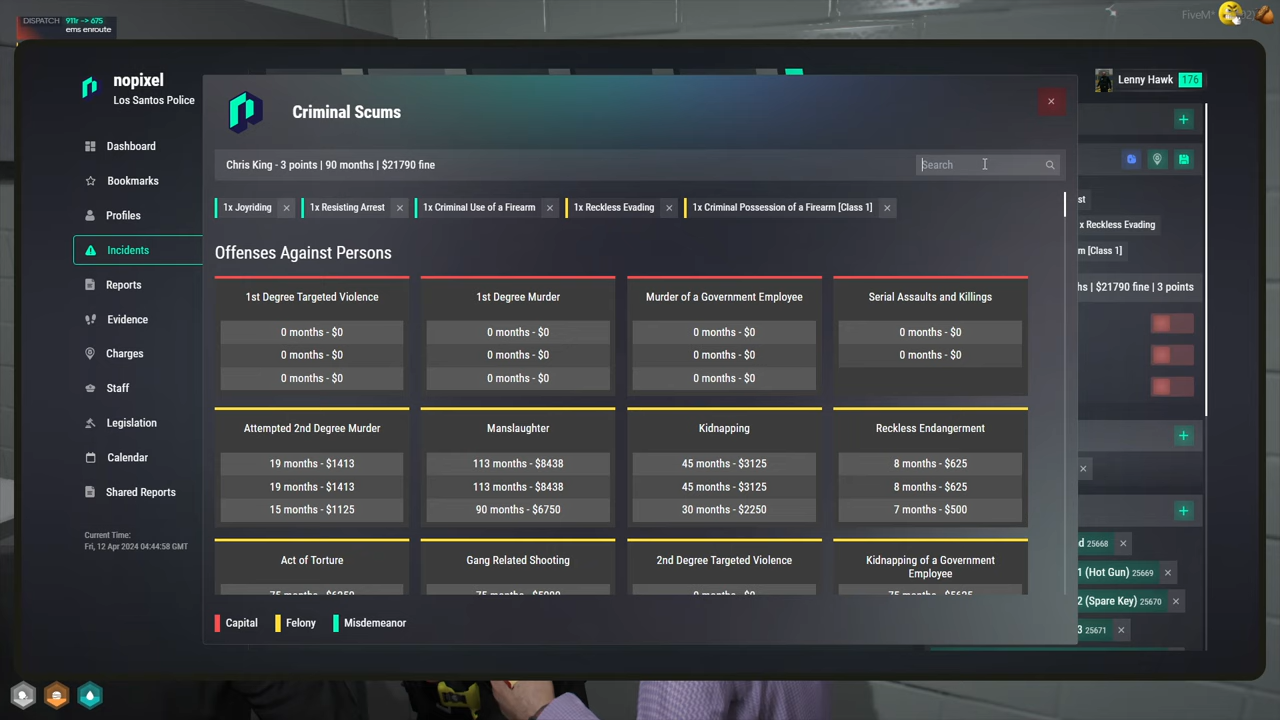 DISPATCH 911r -> 675
ems enroute
FiveM*
nopixel
Los Santos Police
Lenny Hawk 176
Dashboard
Bookmarks
Profiles
Incidents
Reports
Evidence
Charges
Staff
Legislation
Calendar
Shared Reports
Current Time:
Fri, 12 Apr 2024 04:44:58 GMT
Criminal Scums
×
Chris King - 3 points | 90 months | $21790 fine
Search
1x Joyriding × 1x Resisting Arrest × 1x Criminal Use of a Firearm × 1x Reckless Evading × 1x Criminal Possession of a Firearm [Class 1] ×
Offenses Against Persons
1st Degree Targeted Violence
0 months - $0
0 months - $0
0 months - $0
1st Degree Murder
0 months - $0
0 months - $0
0 months - $0
Murder of a Government Employee
0 months - $0
0 months - $0
0 months - $0
Serial Assaults and Killings
0 months - $0
0 months - $0
Attempted 2nd Degree Murder
19 months - $1413
19 months - $1413
15 months - $1125
Manslaughter
113 months - $8438
113 months - $8438
90 months - $6750
Kidnapping
45 months - $3125
45 months - $3125
30 months - $2250
Reckless Endangerment
8 months - $625
8 months - $625
7 months - $500
Act of Torture
Gang Related Shooting
2nd Degree Targeted Violence
Kidnapping of a Government
Employee
Capital
Felony
Misdemeanor
+
st
x Reckless Evading
m [Class 1]
hs | $21790 fine | 3 points
+
×
+
d 25668 ×
1 (Hot Gun) 25669 ×
2 (Spare Key) 25670 ×
3 25671 ×